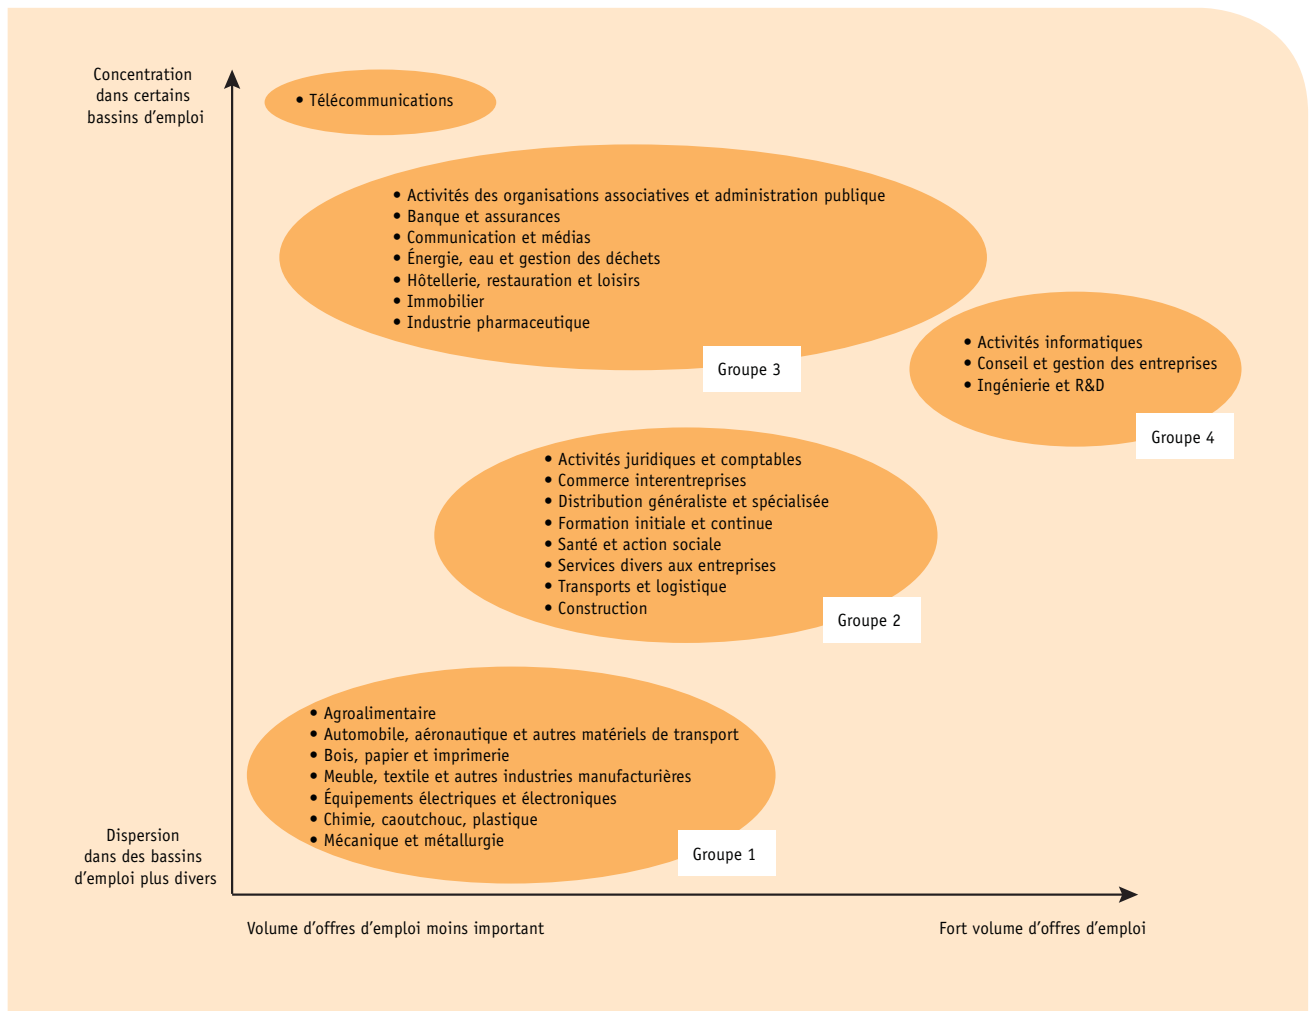 Concentration
dans certains
bassins d'emploi
• Télécommunications
• Activités des organisations associatives et administration publique
• Banque et assurances
• Communication et médias
• Énergie, eau et gestion des déchets
• Hôtellerie, restauration et loisirs
• Immobilier
• Industrie pharmaceutique
Groupe 3
• Activités informatiques
• Conseil et gestion des entreprises
• Ingénierie et R&D
Groupe 4
• Activités juridiques et comptables
• Commerce interentreprises
• Distribution généraliste et spécialisée
• Formation initiale et continue
• Santé et action sociale
• Services divers aux entreprises
• Transports et logistique
• Construction
Groupe 2
• Agroalimentaire
• Automobile, aéronautique et autres matériels de transport
• Bois, papier et imprimerie
• Meuble, textile et autres industries manufacturières
• Équipements électriques et électroniques
• Chimie, caoutchouc, plastique
• Mécanique et métallurgie
Groupe 1
Dispersion
dans des bassins
d'emploi plus divers
Volume d'offres d'emploi moins important
Fort volume d'offres d'emploi